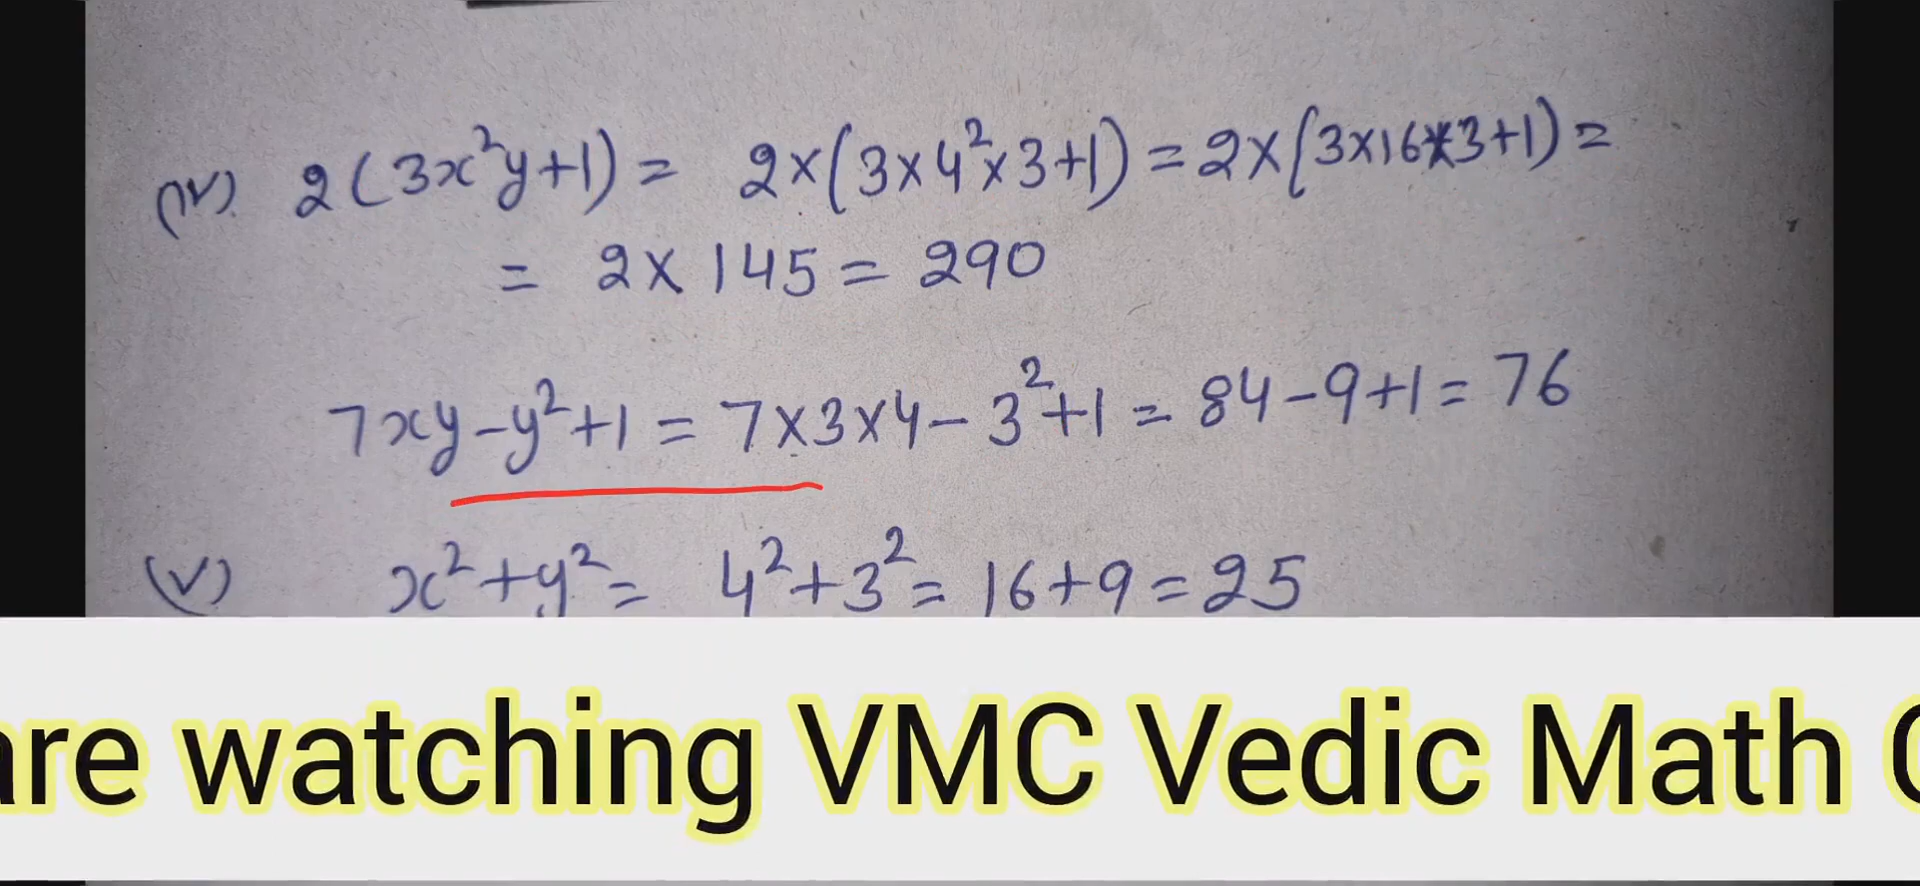 (IV). 2(3x²y+1) = 2×(3×4²×3+1) = 2×(3×16×3+1) =
= 2×145 = 290
7xy-y²+1 = 7×3×4-3²+1 = 84-9+1 = 76
(V) x²+y² = 4²+3² = 16+9 = 25
are watching VMC Vedic Math